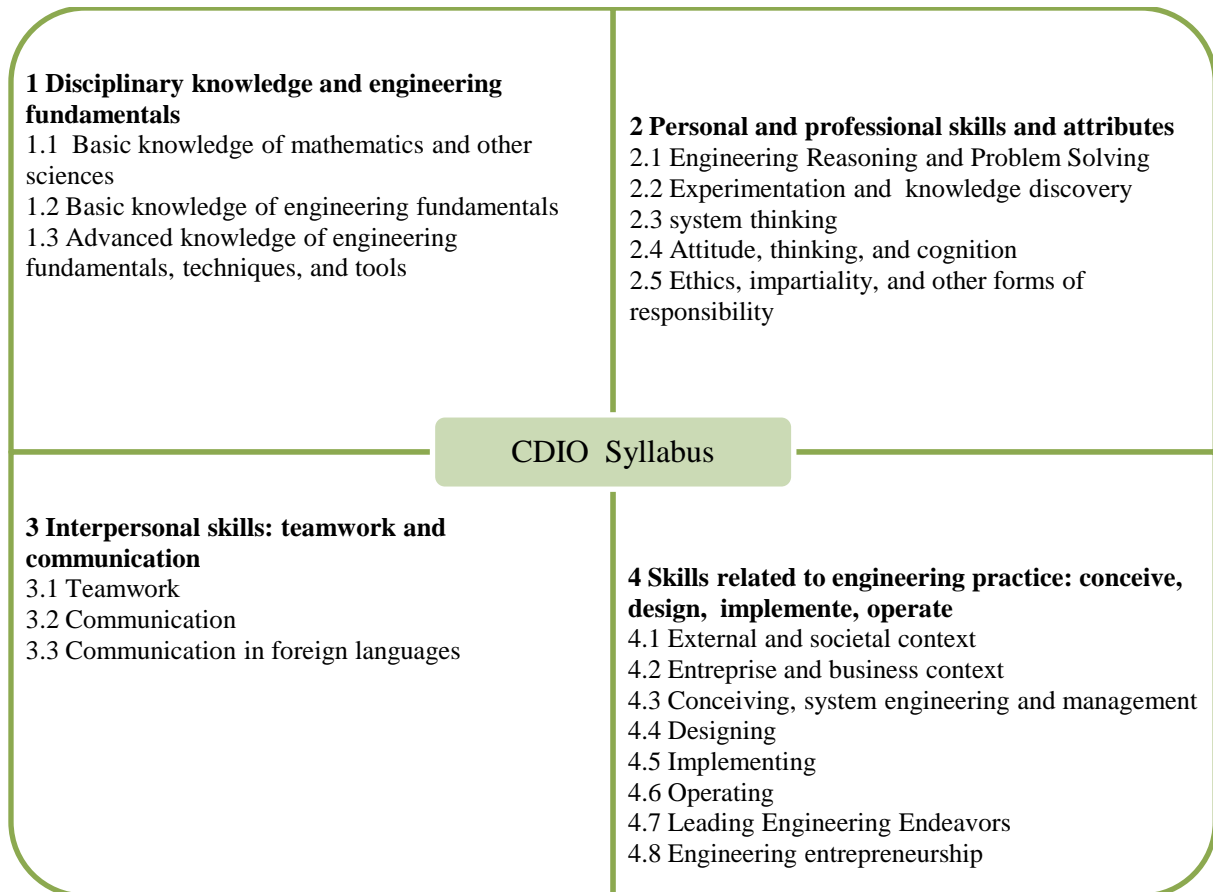 1 Disciplinary knowledge and engineering
fundamentals
1.1 Basic knowledge of mathematics and other
sciences
1.2 Basic knowledge of engineering fundamentals
1.3 Advanced knowledge of engineering
fundamentals, techniques, and tools
2 Personal and professional skills and attributes
2.1 Engineering Reasoning and Problem Solving
2.2 Experimentation and knowledge discovery
2.3 system thinking
2.4 Attitude, thinking, and cognition
2.5 Ethics, impartiality, and other forms of
responsibility
CDIO Syllabus
3 Interpersonal skills: teamwork and
communication
3.1 Teamwork
3.2 Communication
3.3 Communication in foreign languages
4 Skills related to engineering practice: conceive,
design, implemente, operate
4.1 External and societal context
4.2 Entreprise and business context
4.3 Conceiving, system engineering and management
4.4 Designing
4.5 Implementing
4.6 Operating
4.7 Leading Engineering Endeavors
4.8 Engineering entrepreneurship